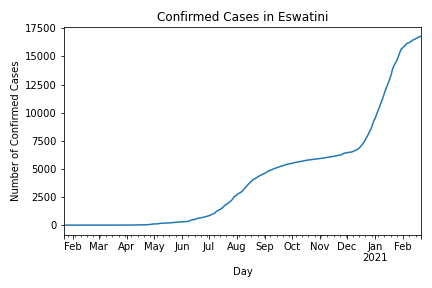 Confirmed Cases in Eswatini
Number of Confirmed Cases
17500
15000
12500
10000
7500
5000
2500
0
Feb Mar Apr May Jun Jul Aug Sep Oct Nov Dec Jan Feb
2021
Day